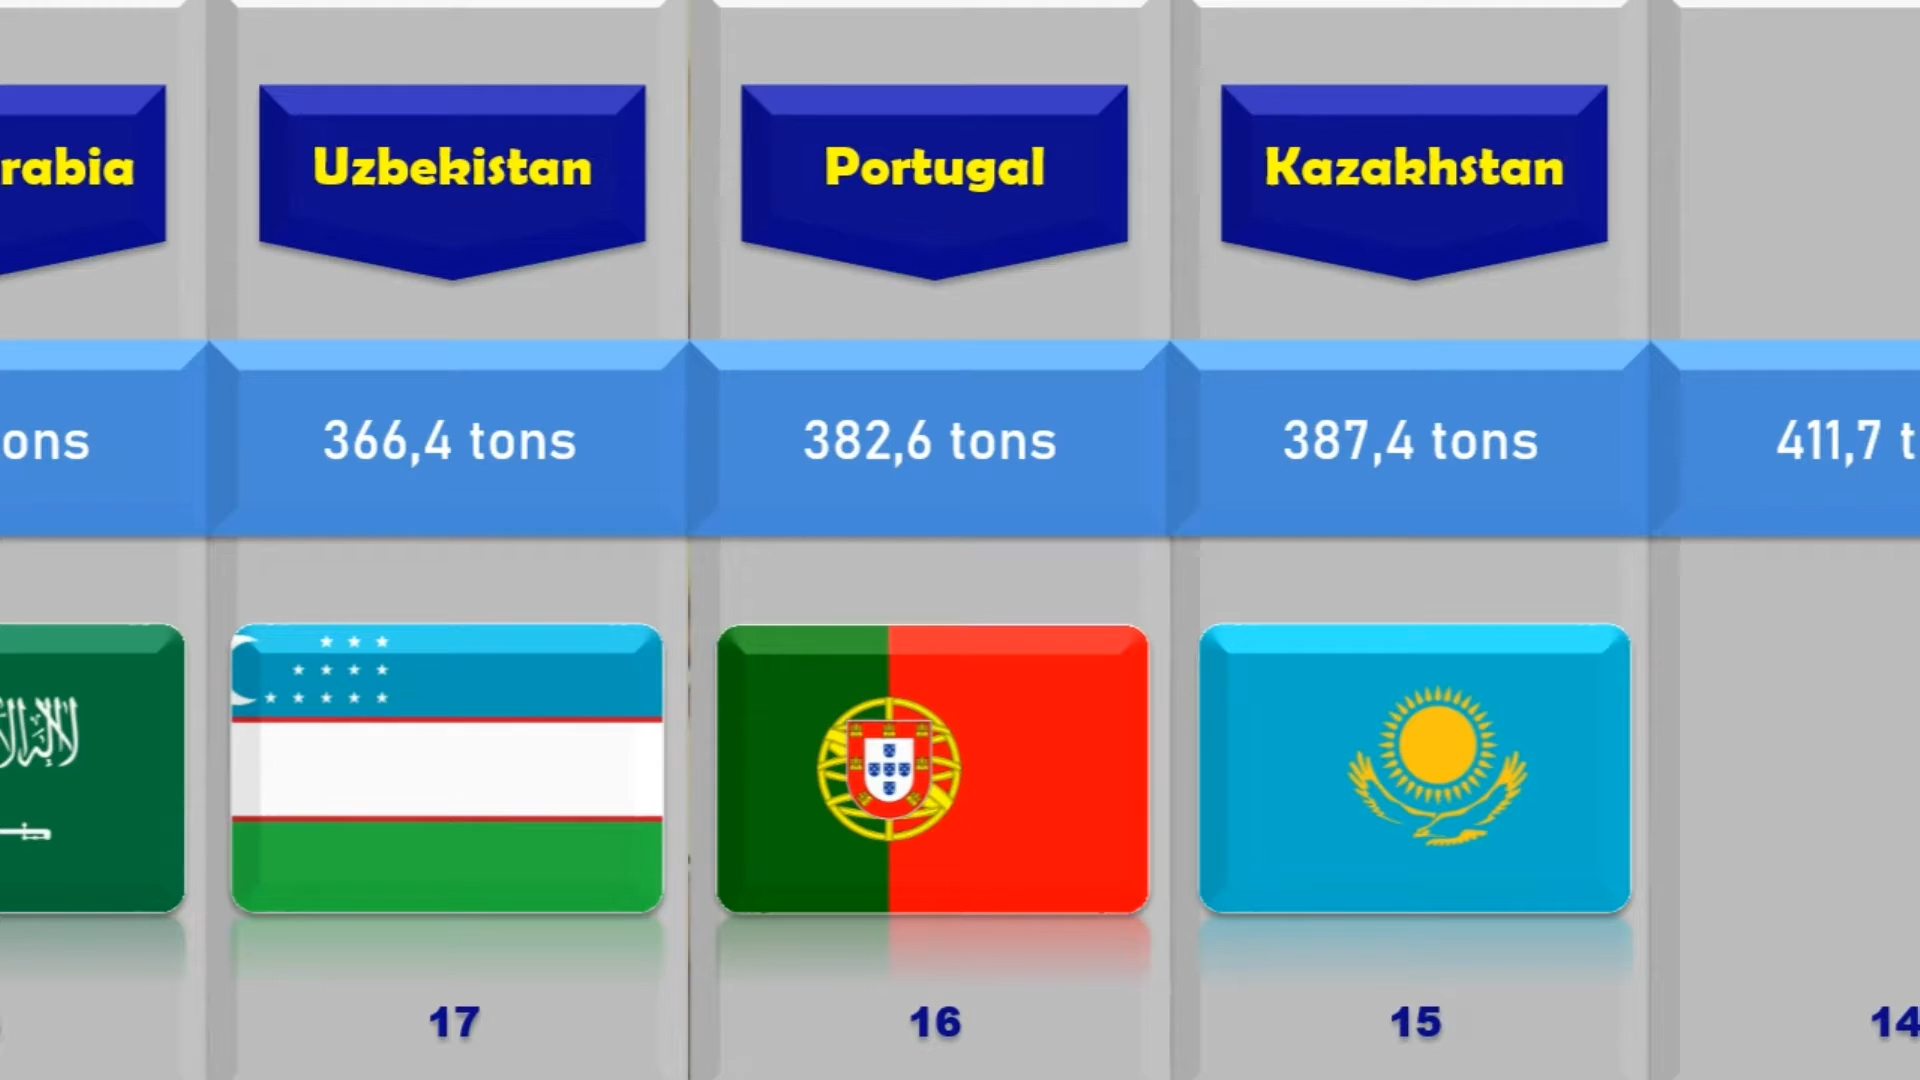 rabia
Uzbekistan
Portugal
Kazakhstan
ons
366,4 tons
382,6 tons
387,4 tons
411,7 t
17
16
15
14